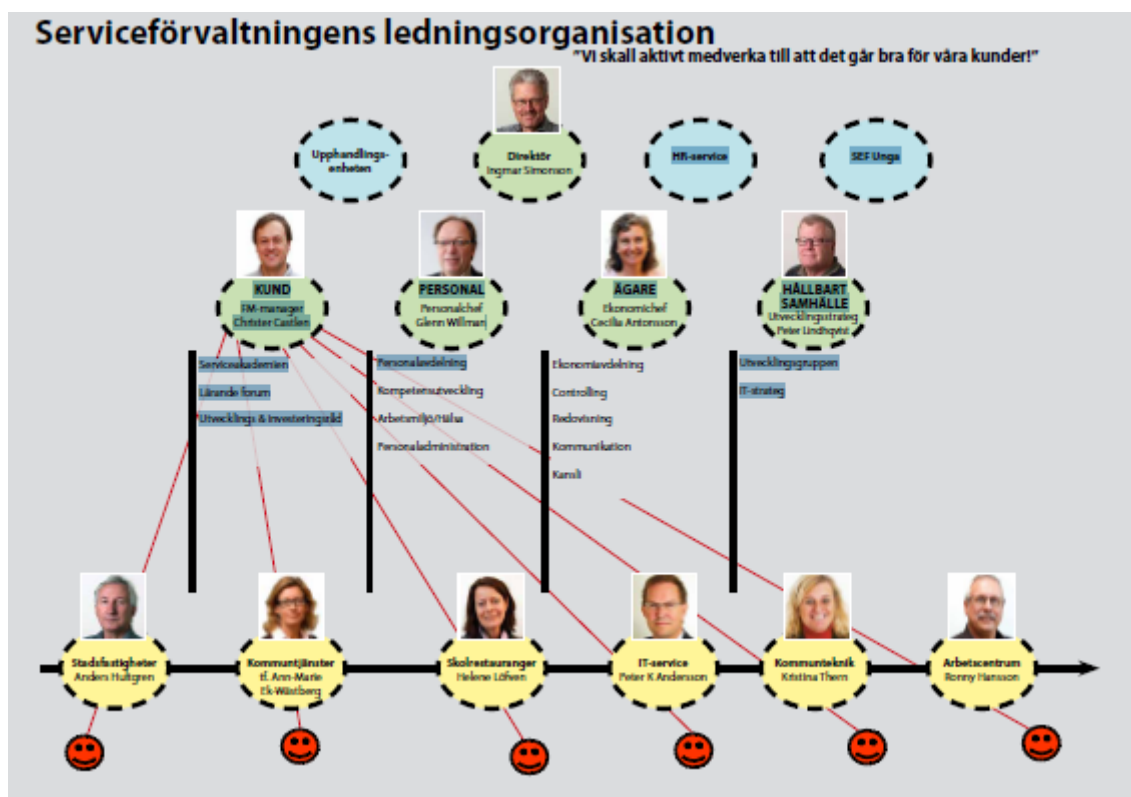 Serviceförvaltningens ledningsorganisation
"Vi skall aktivt medverka till att det går bra för våra kunder!"
Upphandlings-
enheten
Direktör
Ingmar Simonson
HR-service
SEF Unga
KUND
FM-manager
Christer Castlen
PERSONAL
Personalchef
Glenn Willman
ÄGARE
Ekonomichef
Cecilia Antonsson
HÅLLBART
SAMHÄLLE
Utvecklingsstrateg
Peter Lindhqvist
Serviceakademien
Lärande forum
Utvecklings & investeringsråd
Personalavdelning
Kompetensutveckling
Arbetsmiljö/Hälsa
Personaladministration
Ekonomiavdelning
Controlling
Redovisning
Kommunikation
Kansli
Utvecklingsgruppen
IT-strateg
Stadsfastigheter
Anders Hultgren
Kommuntjänster
tf. Ann-Marie
Ek-Wästberg
Skolrestauranger
Helene Löfven
IT-service
Peter K Andersson
Kommunteknik
Kristina Thern
Arbetscentrum
Ronny Hansson